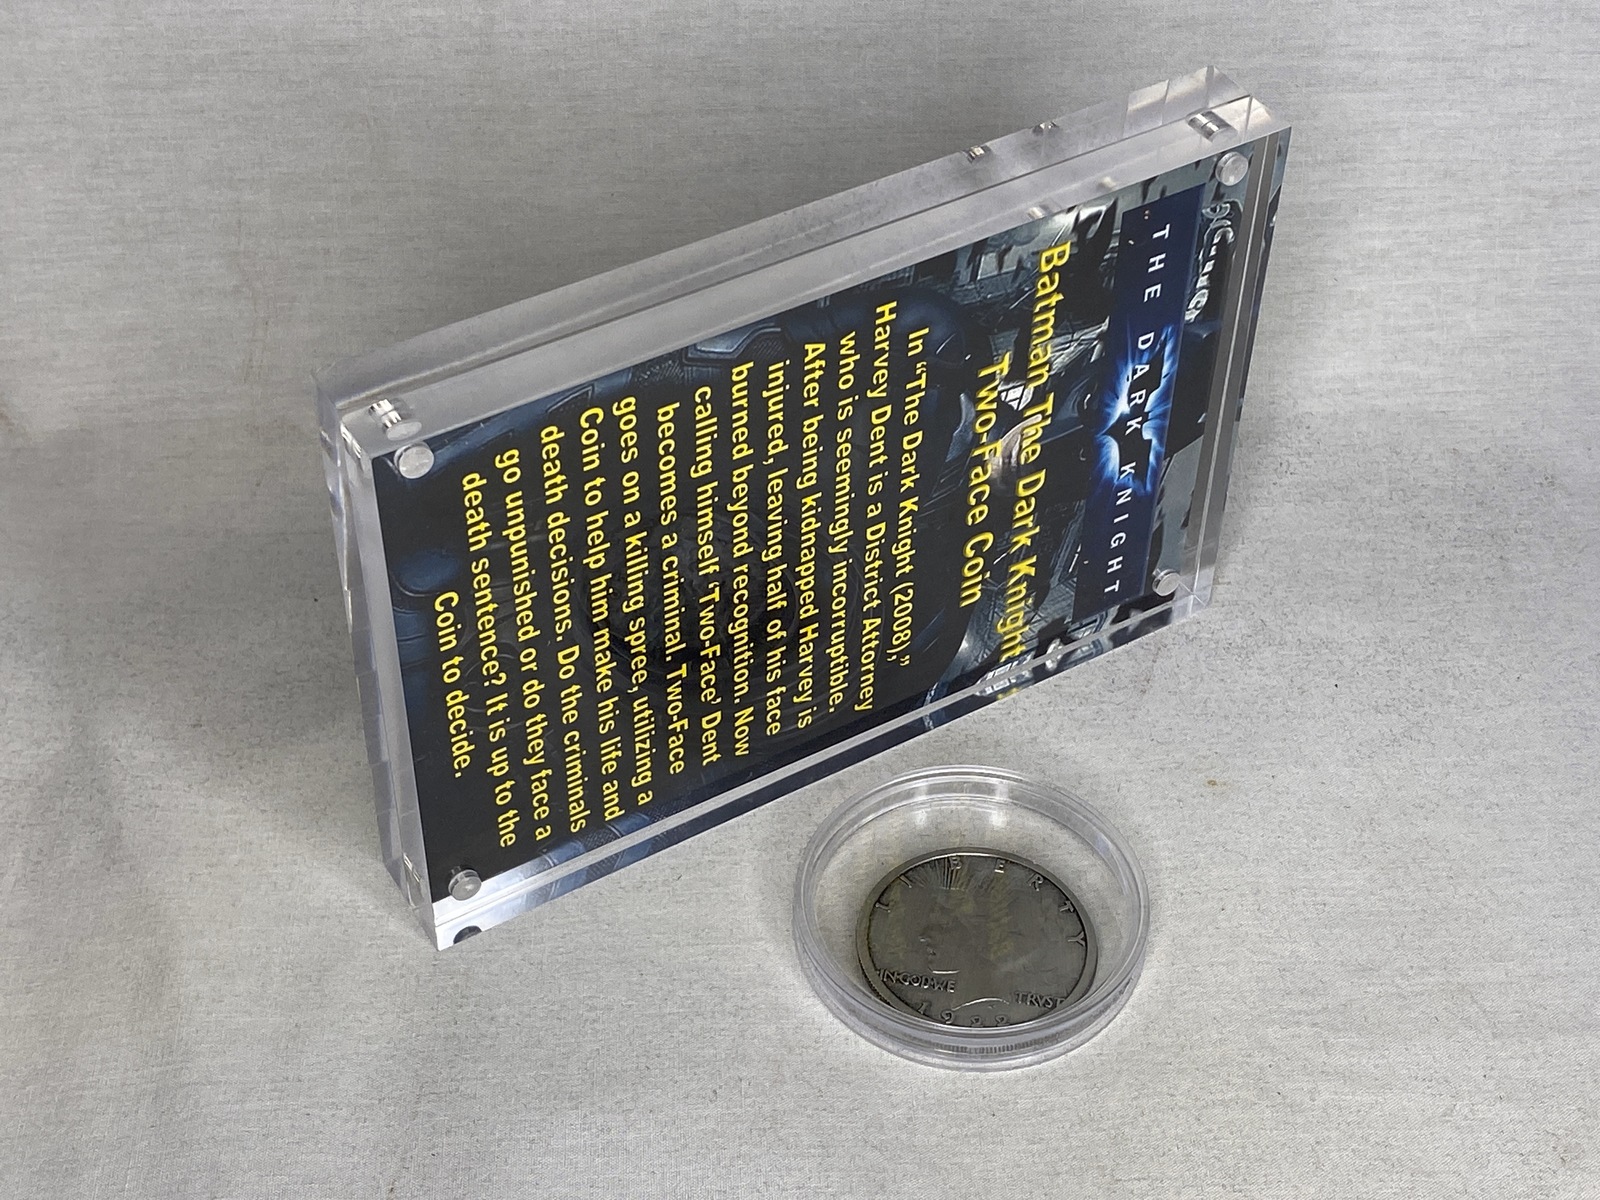 THE DARK KNIGHT
Batman The Dark Knight
Two-Face Coin
In "The Dark Knight (2008),"
Harvey Dent is a District Attorney
who is seemingly incorruptible.
After being kidnapped Harvey is
injured, leaving half of his face
burned beyond recognition. Now
calling himself 'Two-Face' Dent
becomes a criminal. Two-Face
goes on a killing spree, utilizing a
Coin to help him make his life and
death decisions. Do the criminals
go unpunished or do they face a
death sentence? It is up to the
Coin to decide.
LIBERTY
IN GOD WE TRVST
1922